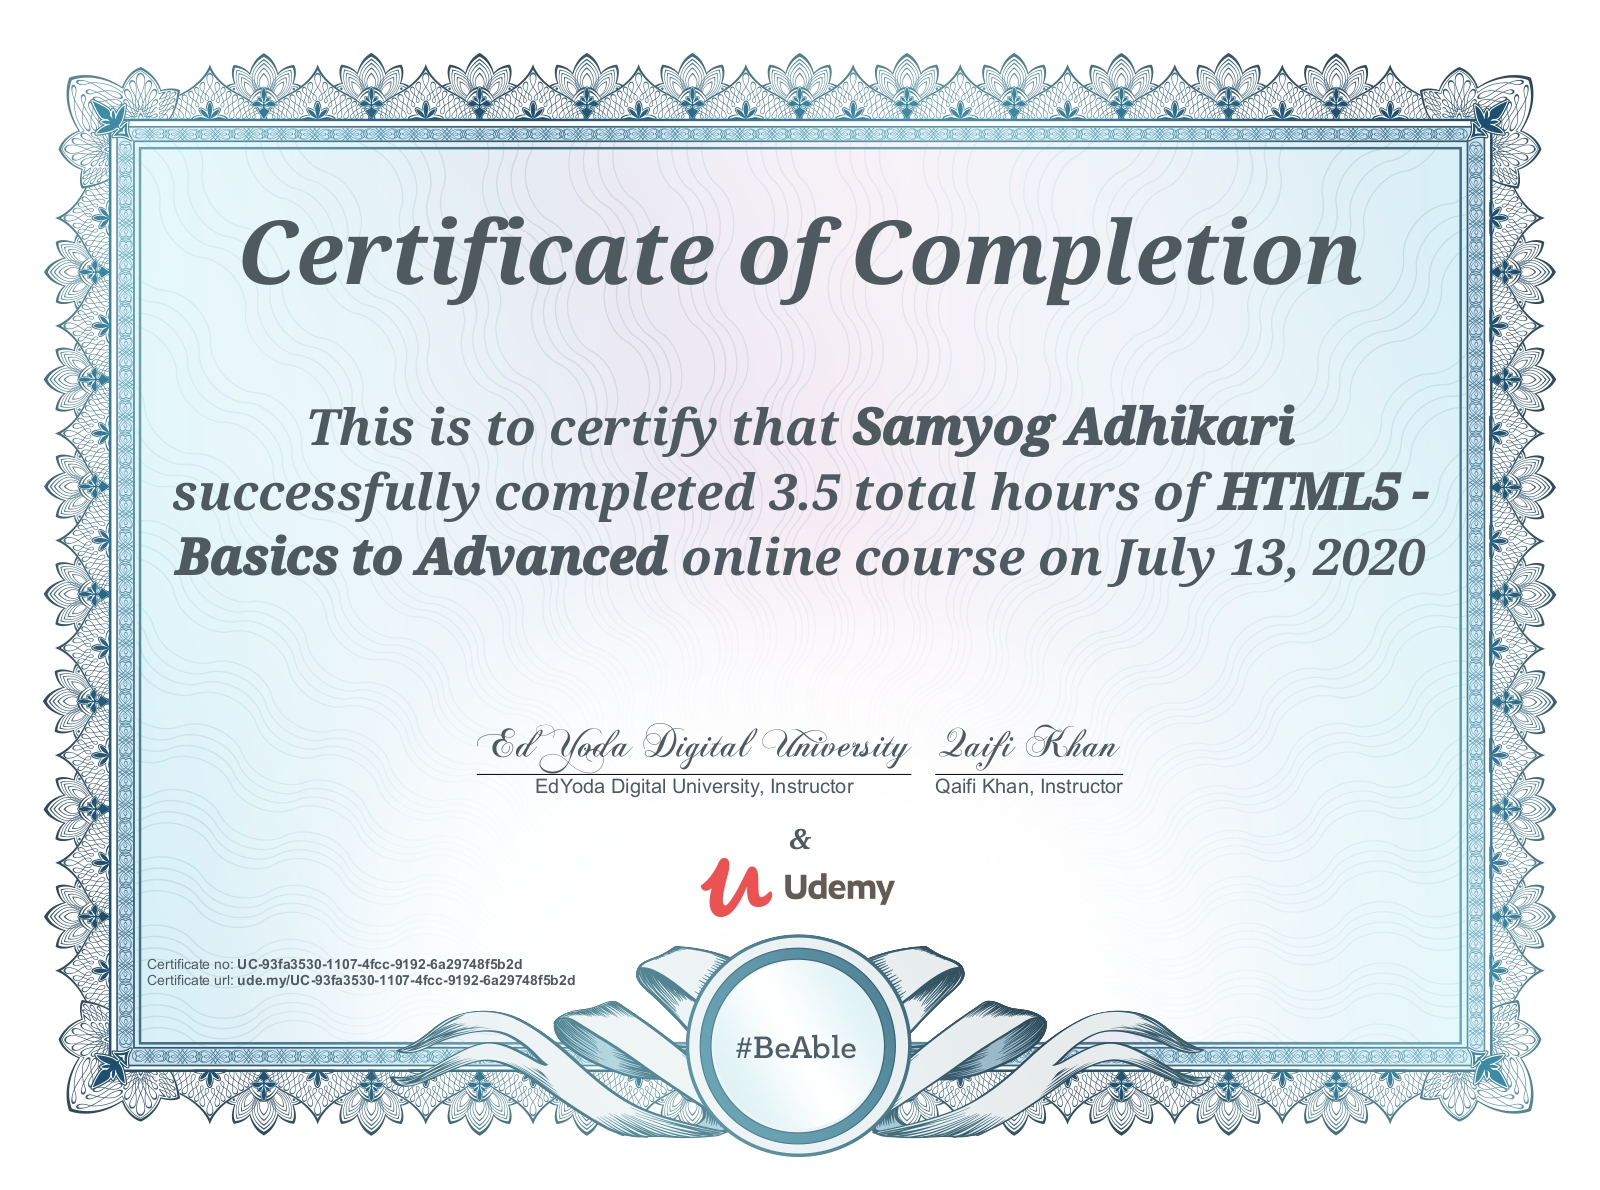 Certificate of Completion
This is to certify that Samyog Adhikari
successfully completed 3.5 total hours of HTML5 -
Basics to Advanced online course on July 13, 2020
Ed Yoda Digital University Qaifi Khan
EdYoda Digital University, Instructor Qaifi Khan, Instructor
&
Udemy
Certificate no: UC-93fa3530-1107-4fcc-9192-6a29748f5b2d
Certificate url: ude.my/UC-93fa3530-1107-4fcc-9192-6a29748f5b2d
#BeAble